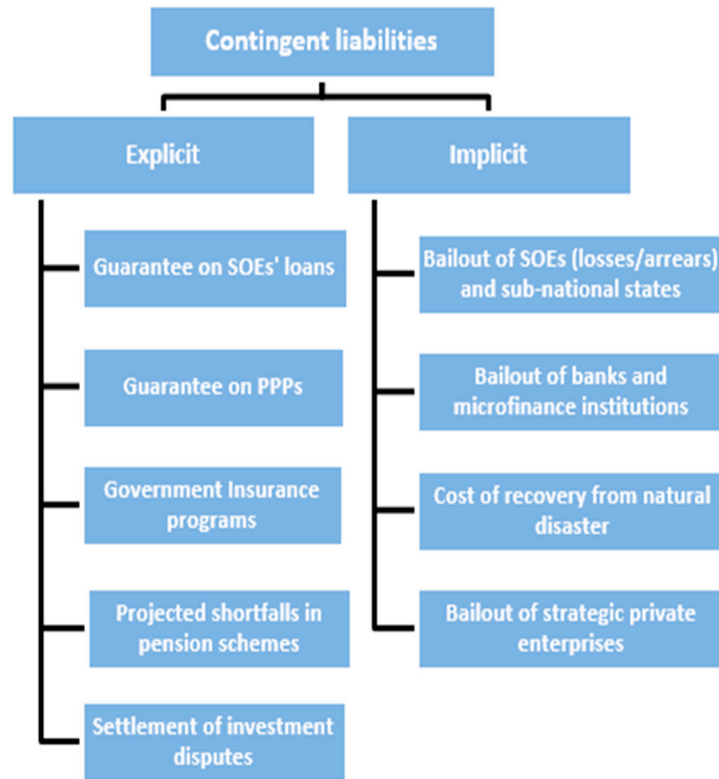 Contingent liabilities
Explicit
Implicit
Guarantee on SOEs' loans
Guarantee on PPPs
Government Insurance
programs
Projected shortfalls in
pension schemes
Settlement of investment
disputes
Bailout of SOEs (losses/arrears)
and sub-national states
Bailout of banks and
microfinance institutions
Cost of recovery from natural
disaster
Bailout of strategic private
enterprises